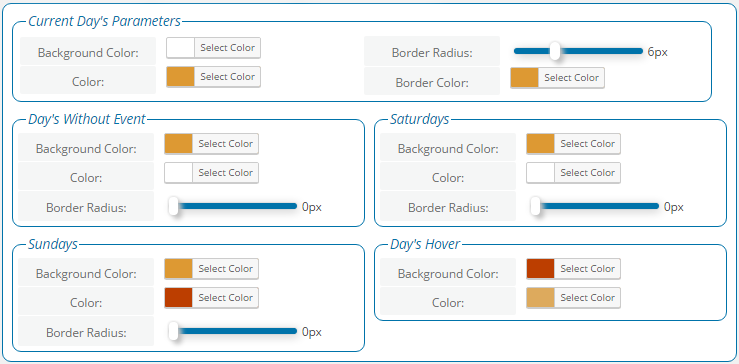 Current Day's Parameters
Background Color: Select Color Border Radius: 6px
Color: Select Color Border Color: Select Color
Day's Without Event
Background Color: Select Color
Color: Select Color
Border Radius: 0px
Saturdays
Background Color: Select Color
Color: Select Color
Border Radius: 0px
Sundays
Background Color: Select Color
Color: Select Color
Border Radius: 0px
Day's Hover
Background Color: Select Color
Color: Select Color